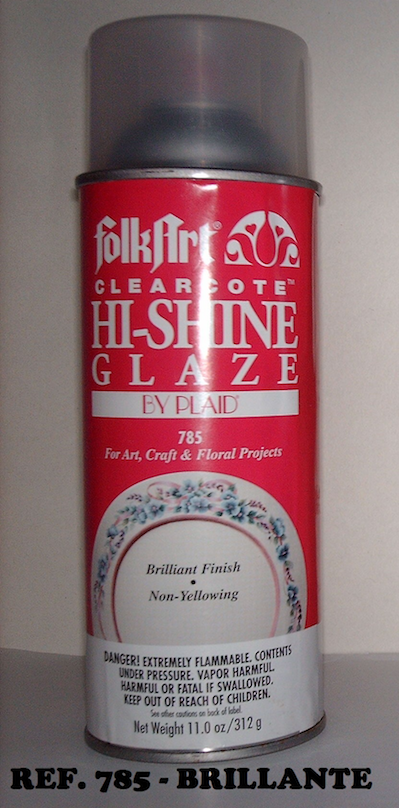 folkArt®
CLEARCOTE™
HI-SHINE
GLAZE
BY PLAID®
785
For Art, Craft & Floral Projects
Brilliant Finish
•
Non-Yellowing
DANGER! EXTREMELY FLAMMABLE. CONTENTS
UNDER PRESSURE. VAPOR HARMFUL.
HARMFUL OR FATAL IF SWALLOWED.
KEEP OUT OF REACH OF CHILDREN.
See other cautions on back of label.
Net Weight 11.0 oz/312 g
REF. 785 - BRILLANTE